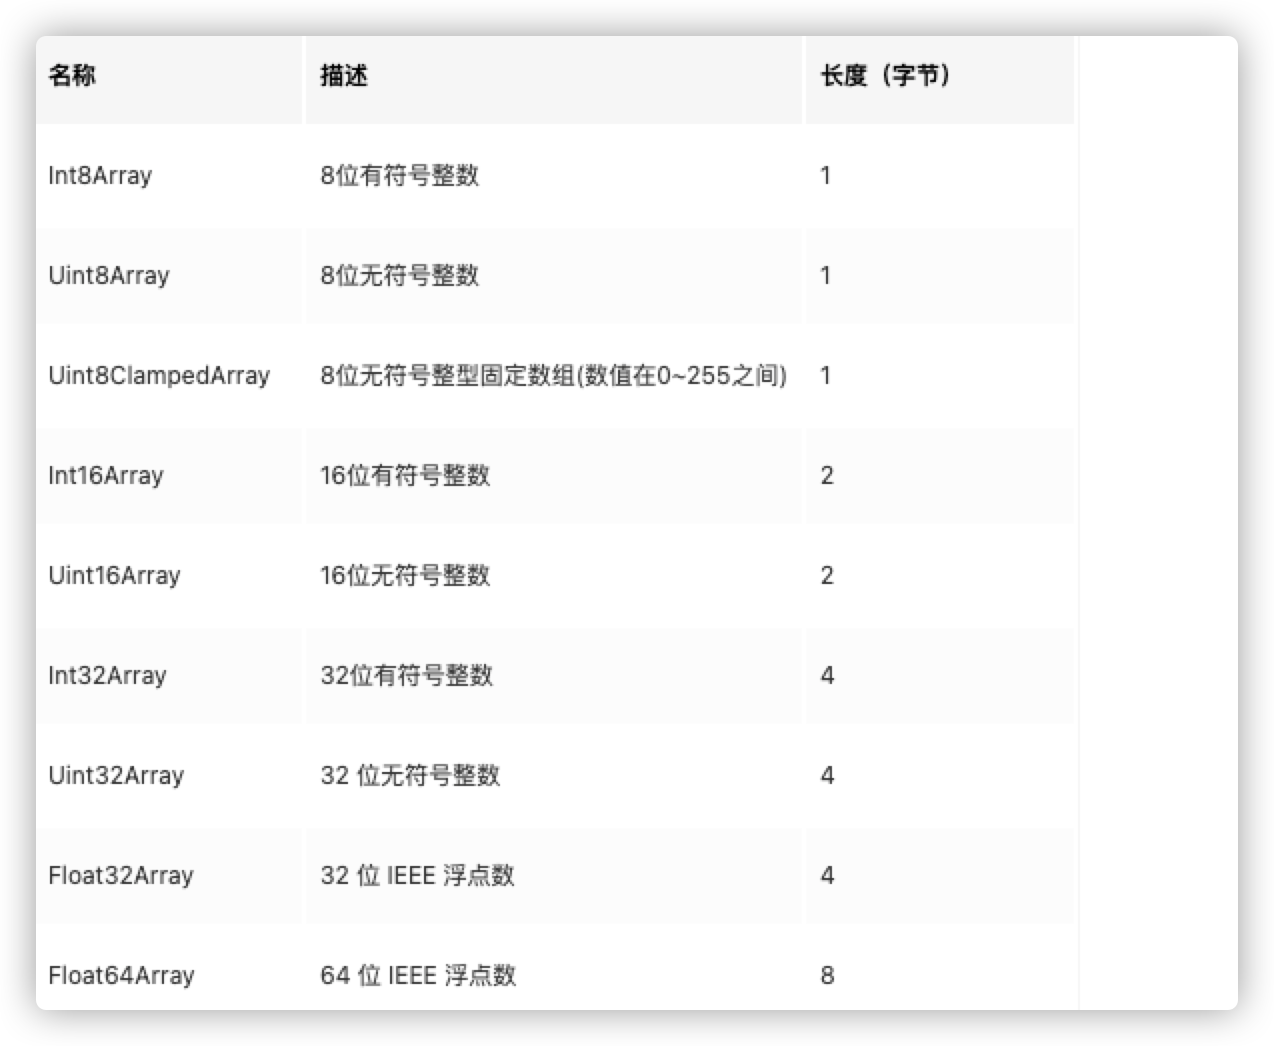 名称 描述 长度（字节）
Int8Array 8位有符号整数 1
Uint8Array 8位无符号整数 1
Uint8ClampedArray 8位无符号整型固定数组(数值在0~255之间) 1
Int16Array 16位有符号整数 2
Uint16Array 16位无符号整数 2
Int32Array 32位有符号整数 4
Uint32Array 32 位无符号整数 4
Float32Array 32 位 IEEE 浮点数 4
Float64Array 64 位 IEEE 浮点数 8